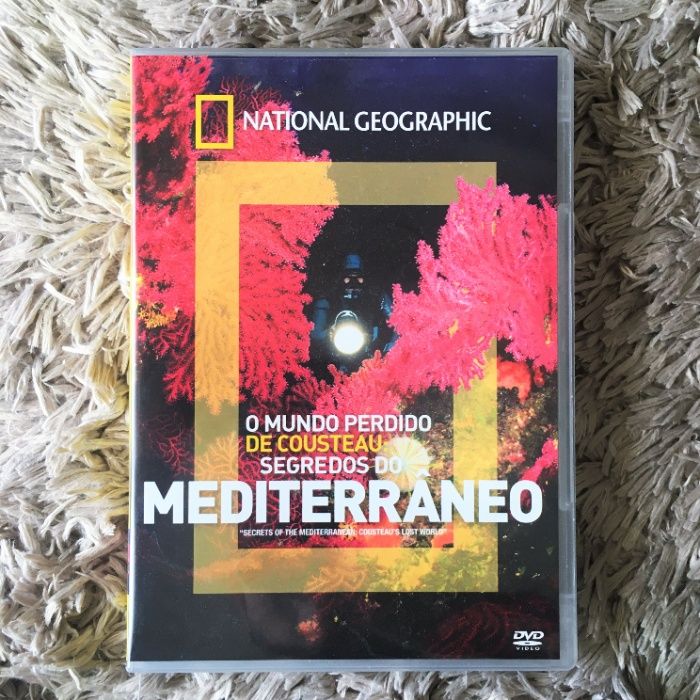 NATIONAL GEOGRAPHIC
O MUNDO PERDIDO
DE COUSTEAU:
SEGREDOS DO
MEDITERRÂNEO
"SECRETS OF THE MEDITERRANEAN: COUSTEAU'S LOST WORLD"
DVD
VIDEO